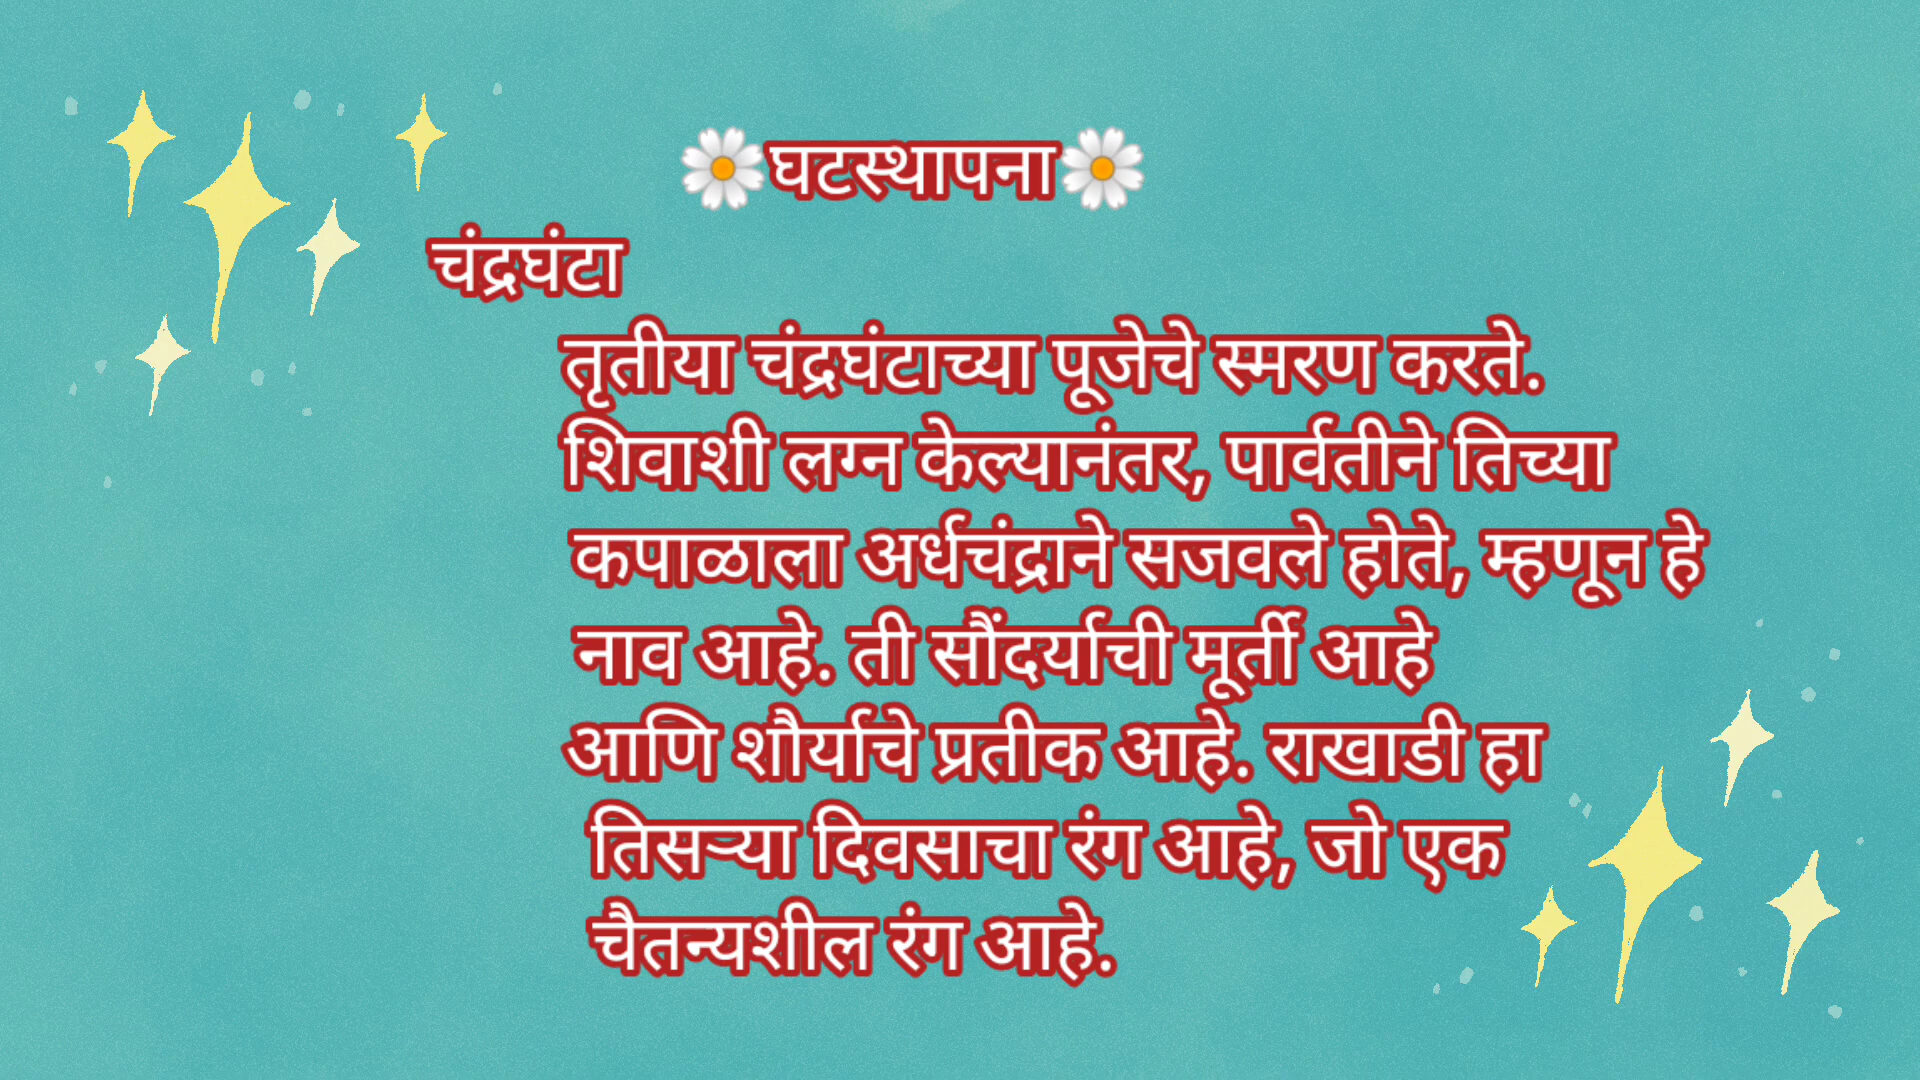 🌼घटस्थापना🌼
चंद्रघंटा
तृतीया चंद्रघंटाच्या पूजेचे स्मरण करते.
शिवाशी लग्न केल्यानंतर, पार्वतीने तिच्या
कपाळाला अर्धचंद्राने सजवले होते, म्हणून हे
नाव आहे. ती सौंदर्याची मूर्ती आहे
आणि शौर्याचे प्रतीक आहे. राखाडी हा
तिसऱ्या दिवसाचा रंग आहे, जो एक
चैतन्यशील रंग आहे.